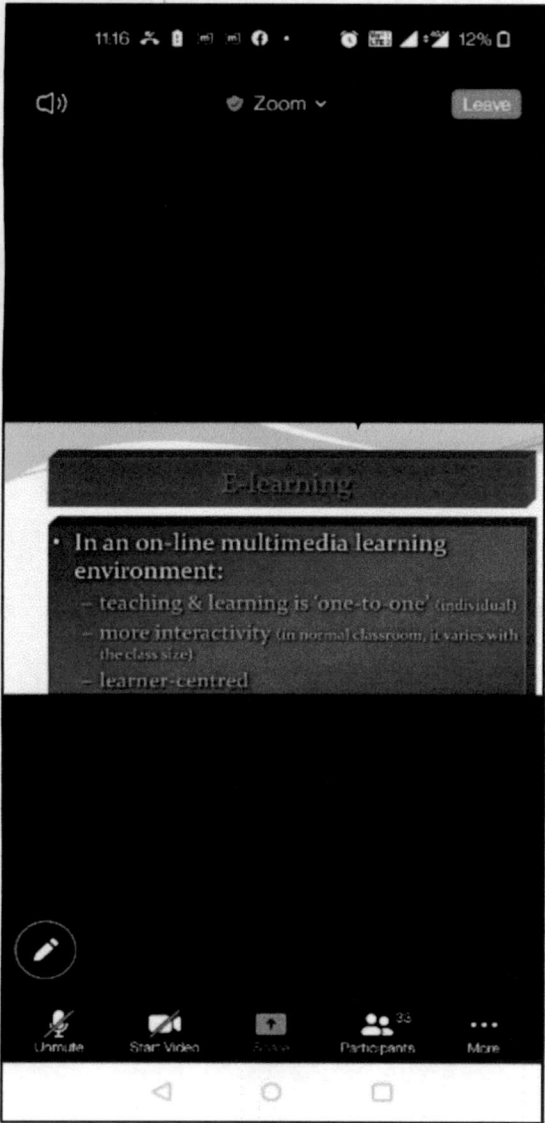 11:16 12%
Zoom Leave
E-learning
• In an on-line multimedia learning
environment:
– teaching & learning is 'one-to-one' (individual)
– more interactivity (in normal classroom, it varies with
the class size)
– learner-centred
33
Unmute Start Video Share Participants More